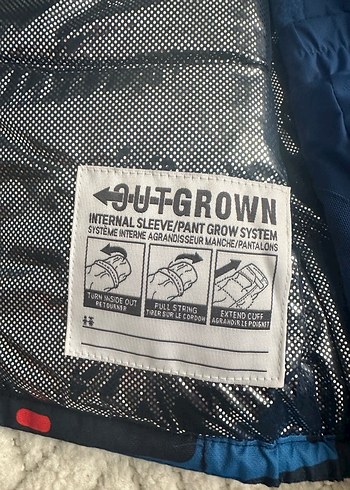 OUTGROWN
INTERNAL SLEEVE/PANT GROW SYSTEM
SYSTÈME INTERNE AGRANDISSEUR MANCHE/PANTALONS
TURN INSIDE OUT
RETOURNER
PULL STRING
TIRER SUR LE CORDON
EXTEND CUFF
AGRANDIR LE POIGNET